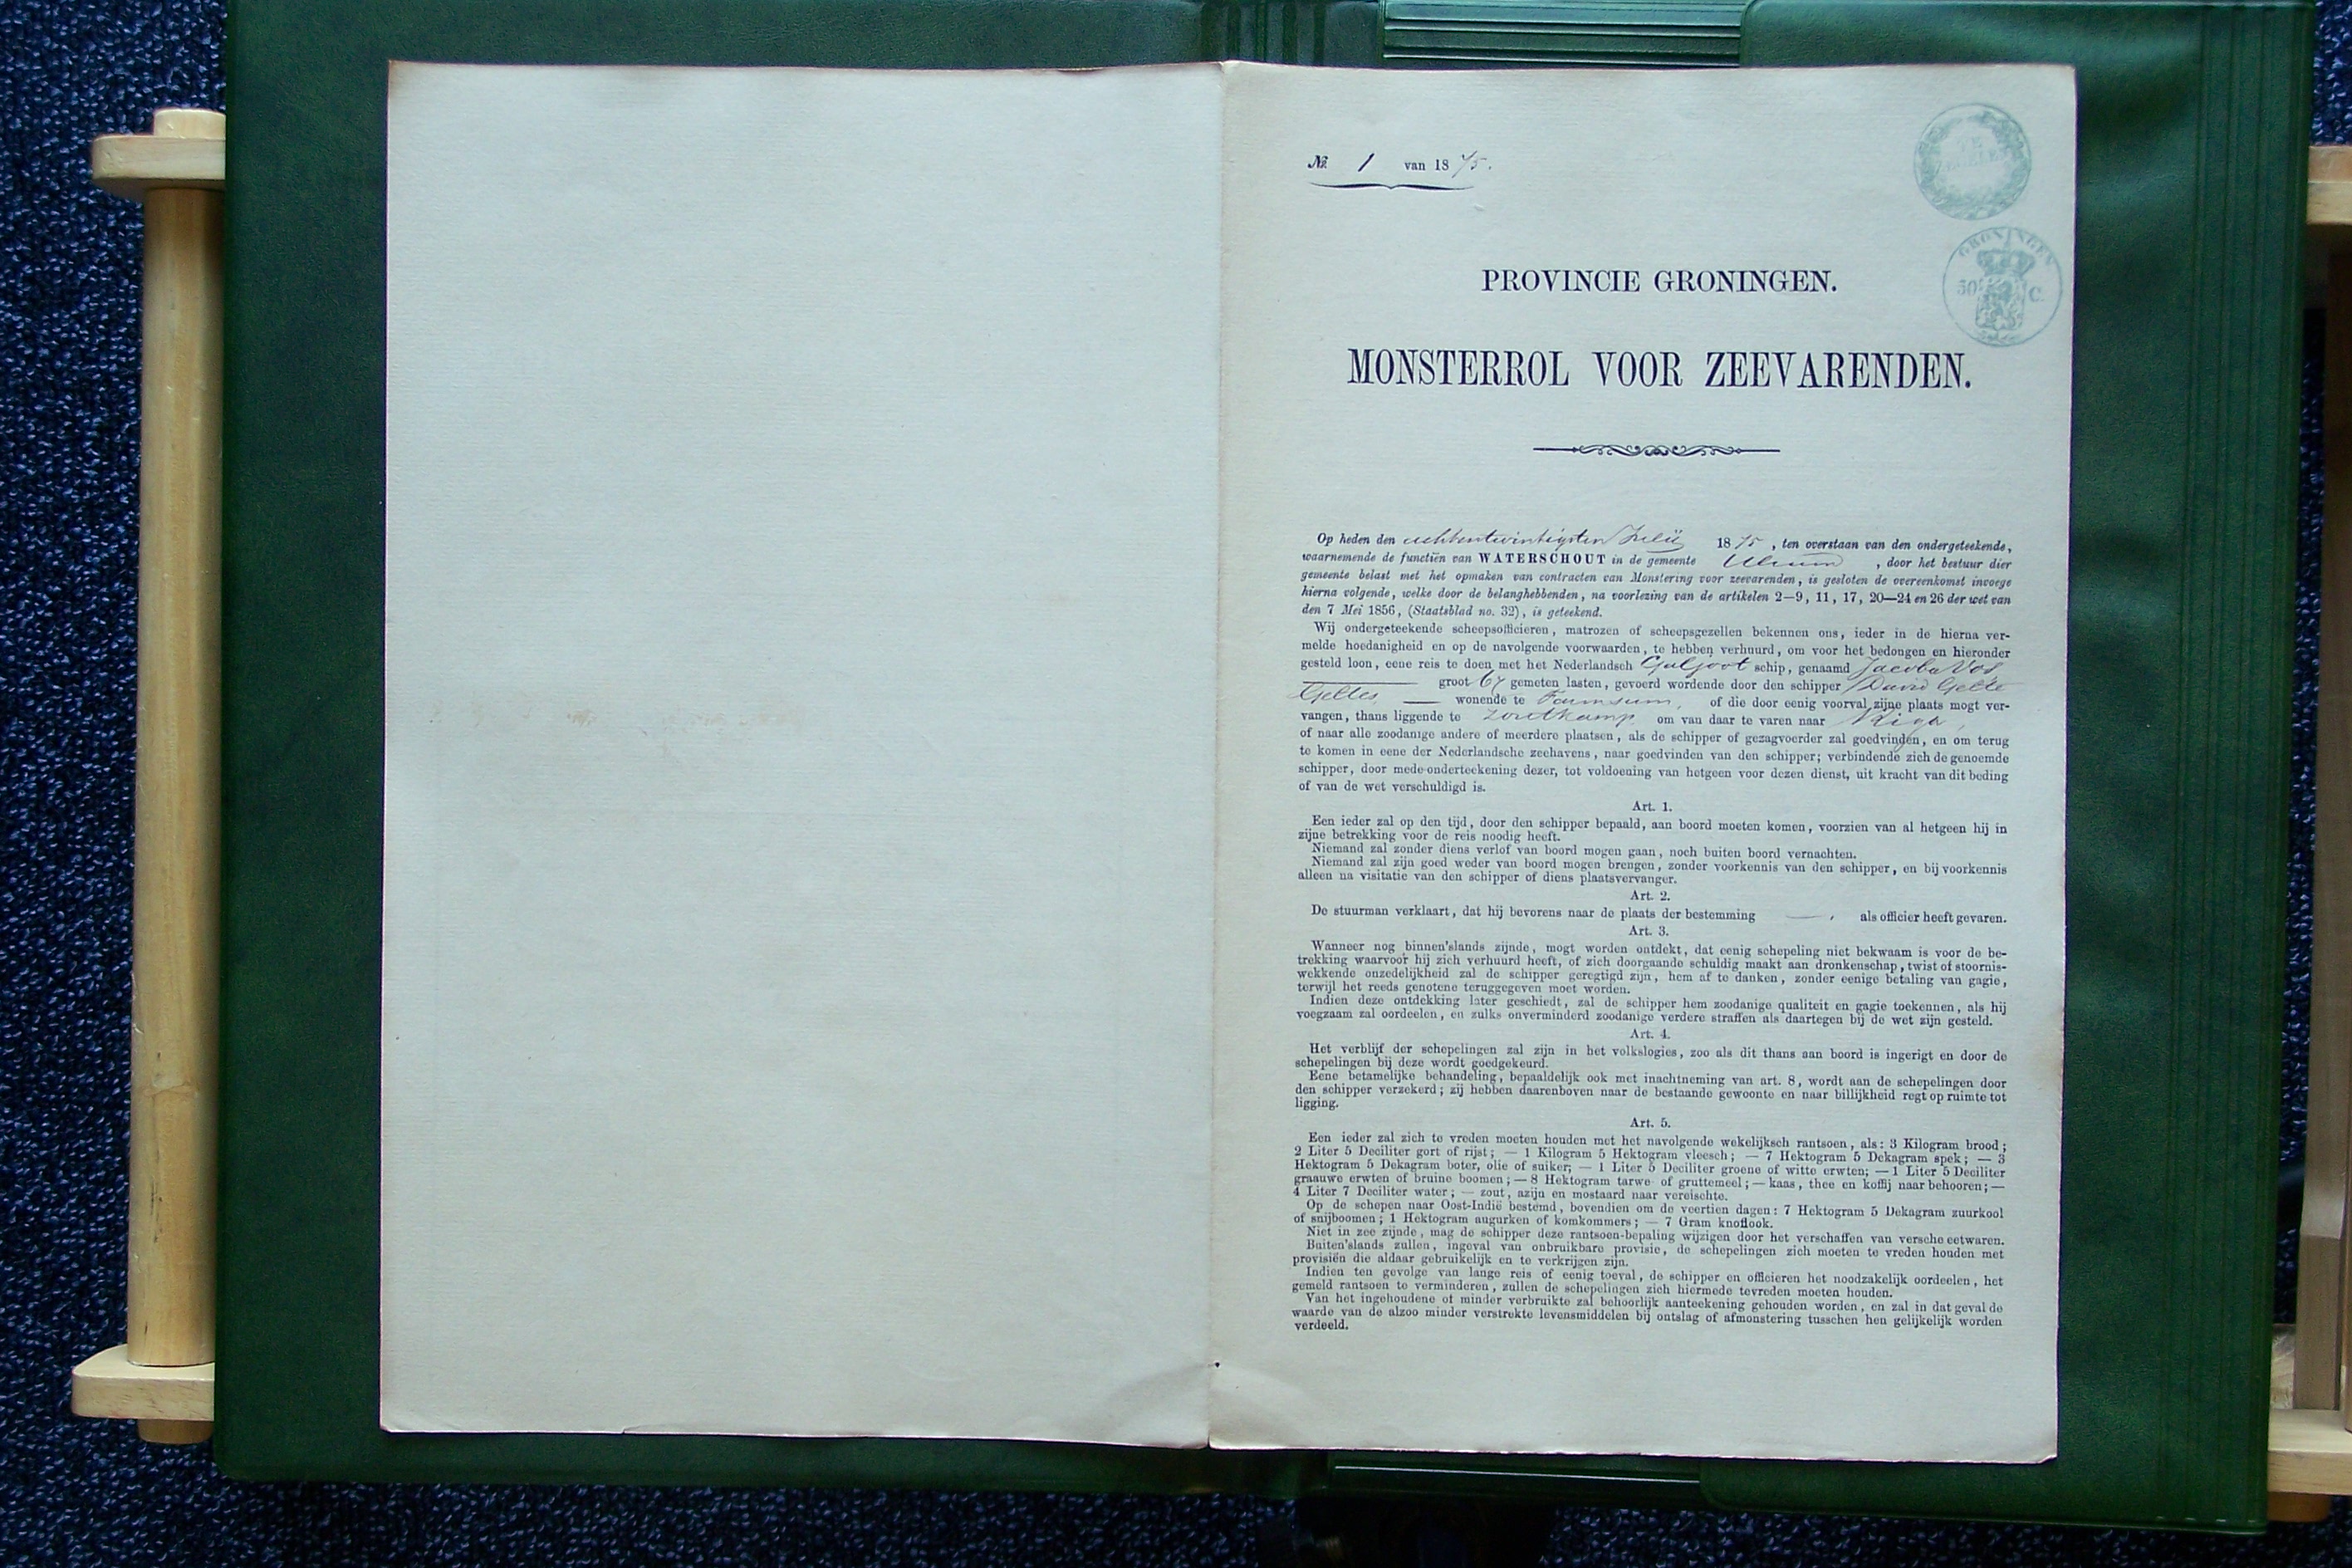 № 1 van 1875.
GRONINGEN
50 C.
PROVINCIE GRONINGEN.
MONSTERROL VOOR ZEEVARENDEN.
Op heden den achtentwintigsten Julij 1875, ten overstaan van den ondergeteekende,
waarnemende de functiën van WATERSCHOUT in de gemeente Ulrum, door het bestuur dier
gemeente belast met het opmaken van contracten van Monstering voor zeevarenden, is gesloten de overeenkomst invoege
hierna volgende, welke door de belanghebbenden, na voorlezing van de artikelen 2—9, 11, 17, 20—24 en 26 der wet van
den 7 Mei 1856, (Staatsblad no. 32), is geteekend.
Wij ondergeteekende scheepsofficieren, matrozen of scheepsgezellen bekennen ons, ieder in de hierna ver-
melde hoedanigheid en op de navolgende voorwaarden, te hebben verhuurd, om voor het bedongen en hieronder
gesteld loon, eene reis te doen met het Nederlandsch Galjoot schip, genaamd Jacoba Vos
groot 67 gemeten lasten, gevoerd wordende door den schipper David Gelte
Geltes, — wonende te Farmsum, of die door eenig voorval zijne plaats mogt ver-
vangen, thans liggende te Zoutkamp om van daar te varen naar Riga,
of naar alle zoodanige andere of meerdere plaatsen, als de schipper of gezagvoerder zal goedvinden, en om terug
te komen in eene der Nederlandsche zeehavens, naar goedvinden van den schipper; verbindende zich de genoemde
schipper, door mede-onderteekening dezer, tot voldoening van hetgeen voor dezen dienst, uit kracht van dit beding
of van de wet verschuldigd is.
Art. 1.
Een ieder zal op den tijd, door den schipper bepaald, aan boord moeten komen, voorzien van al hetgeen hij in
zijne betrekking voor de reis noodig heeft.
Niemand zal zonder diens verlof van boord mogen gaan, noch buiten boord vernachten.
Niemand zal zijn goed weder van boord mogen brengen, zonder voorkennis van den schipper, en bij voorkennis
alleen na visitatie van den schipper of diens plaatsvervanger.
Art. 2.
De stuurman verklaart, dat hij bevorens naar de plaats der bestemming —. als officier heeft gevaren.
Art. 3.
Wanneer nog binnen'slands zijnde, mogt worden ontdekt, dat eenig schepeling niet bekwaam is voor de be-
trekking waarvoor hij zich verhuurd heeft, of zich doorgaande schuldig maakt aan dronkenschap, twist of stoornis-
wekkende onzedelijkheid zal de schipper geregtigd zijn, hem af te danken, zonder eenige betaling van gagie,
terwijl het reeds genotene teruggegeven moet worden.
Indien deze ontdekking later geschiedt, zal de schipper hem zoodanige qualiteit en gagie toekennen, als hij
voegzaam zal oordeelen, en zulks onverminderd zoodanige verdere straffen als daartegen bij de wet zijn gesteld.
Art. 4.
Het verblijf der schepelingen zal zijn in het volkslogies, zoo als dit thans aan boord is ingerigt en door de
schepelingen bij deze wordt goedgekeurd.
Eene betamelijke behandeling, bepaaldelijk ook met inachtneming van art. 8, wordt aan de schepelingen door
den schipper verzekerd; zij hebben daarenboven naar de bestaande gewoonte en naar billijkheid regt op ruimte tot
ligging.
Art. 5.
Een ieder zal zich te vreden moeten houden met het navolgende wekelijksch rantsoen, als: 3 Kilogram brood;
2 Liter 5 Deciliter gort of rijst; — 1 Kilogram 5 Hektogram vleesch; — 7 Hektogram 5 Dekagram spek; — 3
Hektogram 5 Dekagram boter, olie of suiker; — 1 Liter 5 Deciliter groene of witte erwten; — 1 Liter 5 Deciliter
graauwe erwten of bruine boomen; — 8 Hektogram tarwe- of gruttemeel; — kaas, thee en koffij naar behooren; —
4 Liter 7 Deciliter water; — zout, azijn en mostaard naar vereischte.
Op de schepen naar Oost-Indië bestemd, bovendien om de veertien dagen: 7 Hektogram 5 Dekagram zuurkool
of snijboomen; 1 Hektogram augurken of komkommers; — 7 Gram knoflook.
Niet in zee zijnde, mag de schipper deze rantsoen-bepaling wijzigen door het verschaffen van versche eetwaren.
Buiten'slands zullen, ingeval van onbruikbare provisie, de schepelingen zich moeten te vreden houden met
provisiën die aldaar gebruikelijk en te verkrijgen zijn.
Indien ten gevolge van lange reis of eenig toeval, de schipper en officieren het noodzakelijk oordeelen, het
gemeld rantsoen te verminderen, zullen de schepelingen zich hiermede tevreden moeten houden.
Van het ingehoudene of minder verbruikte zal behoorlijk aanteekening gehouden worden, en zal in dat geval de
waarde van de alzoo minder verstrekte levensmiddelen bij ontslag of afmonstering tusschen hen gelijkelijk worden
verdeeld.